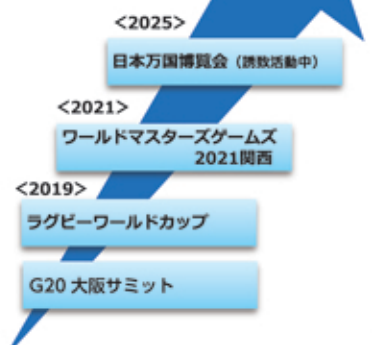 <2025>
日本万国博覧会（誘致活動中）
<2021>
ワールドマスターズゲームズ
2021関西
<2019>
ラグビーワールドカップ
G20 大阪サミット